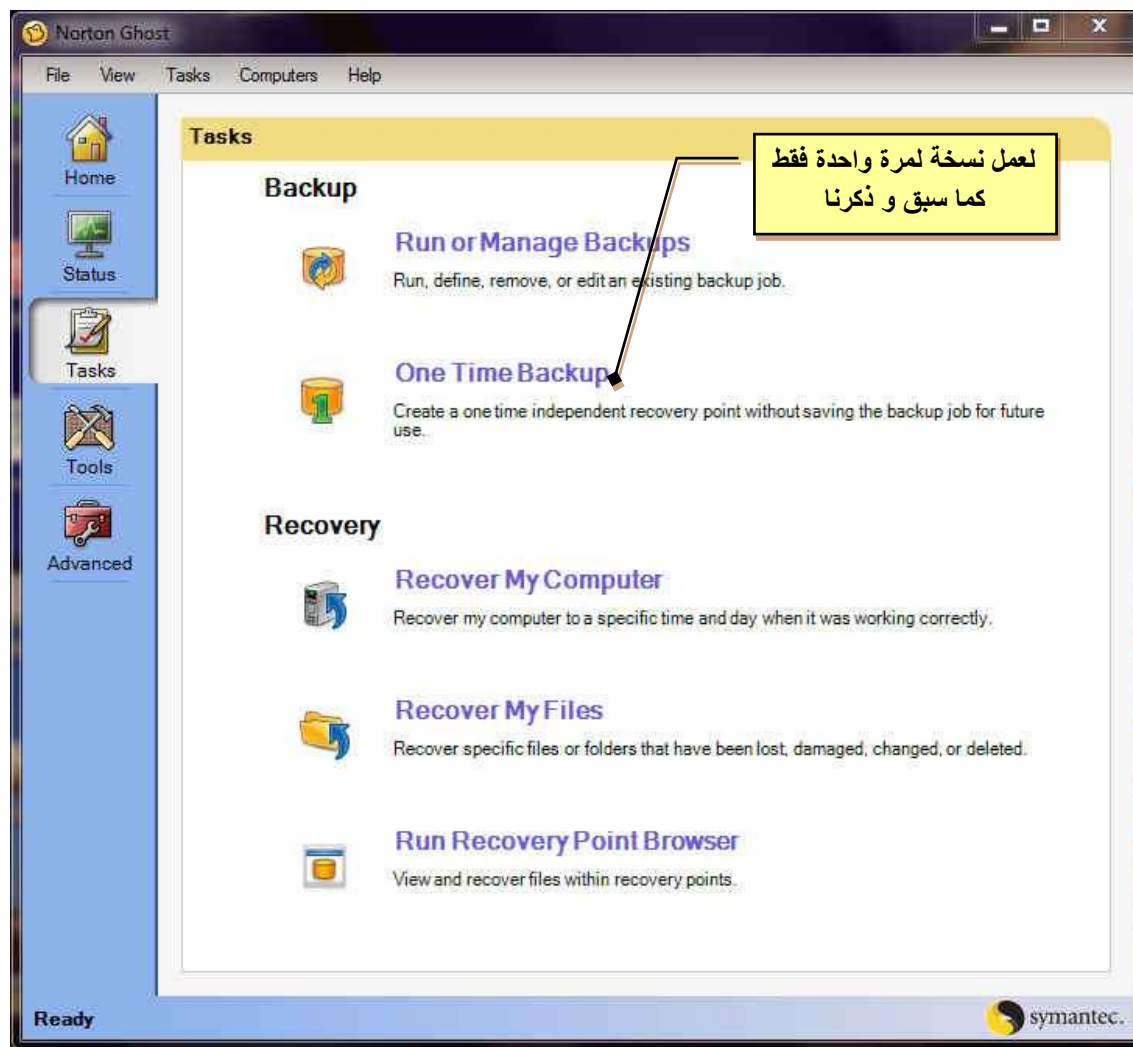 Norton Ghost
File View Tasks Computers Help
Home
Status
Tasks
Tools
Advanced
Tasks
لعمل نسخة لمرة واحدة فقط
كما سبق و ذكرنا
Backup
Run or Manage Backups
Run, define, remove, or edit an existing backup job.
One Time Backup
Create a one time independent recovery point without saving the backup job for future
use.
Recovery
Recover My Computer
Recover my computer to a specific time and day when it was working correctly.
Recover My Files
Recover specific files or folders that have been lost, damaged, changed, or deleted.
Run Recovery Point Browser
View and recover files within recovery points.
Ready
symantec.